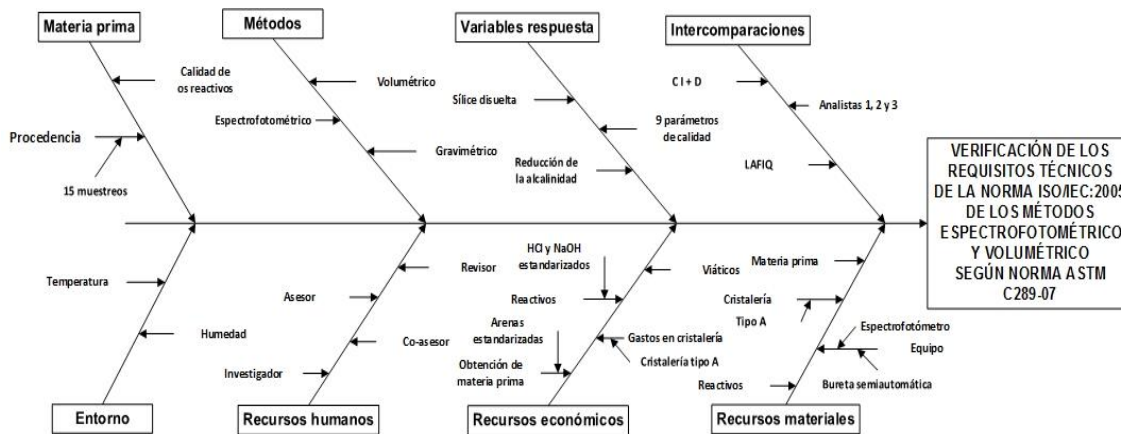 Materia prima
Métodos
Variables respuesta
Intercomparaciones
Calidad de
os reactivos
Procedencia
15 muestreos
Volumétrico
Espectrofotométrico
Gravimétrico
Sílice disuelta
9 parámetros
de calidad
Reducción de
la alcalinidad
C I + D
Analistas 1, 2 y 3
LAFIQ
VERIFICACIÓN DE LOS
REQUISITOS TÉCNICOS
DE LA NORMA ISO/IEC:2005
DE LOS MÉTODOS
ESPECTROFOTOMÉTRICO
Y VOLUMÉTRICO
SEGÚN NORMA ASTM
C289-07
Temperatura
Humedad
Revisor
Asesor
Co-asesor
Investigador
HCl y NaOH
estandarizados
Viáticos
Reactivos
Arenas
estandarizadas
Gastos en cristalería
Cristalería tipo A
Obtención de
materia prima
Materia prima
Cristalería
Tipo A
Espectrofotómetro
Equipo
Bureta semiautomática
Reactivos
Entorno
Recursos humanos
Recursos económicos
Recursos materiales